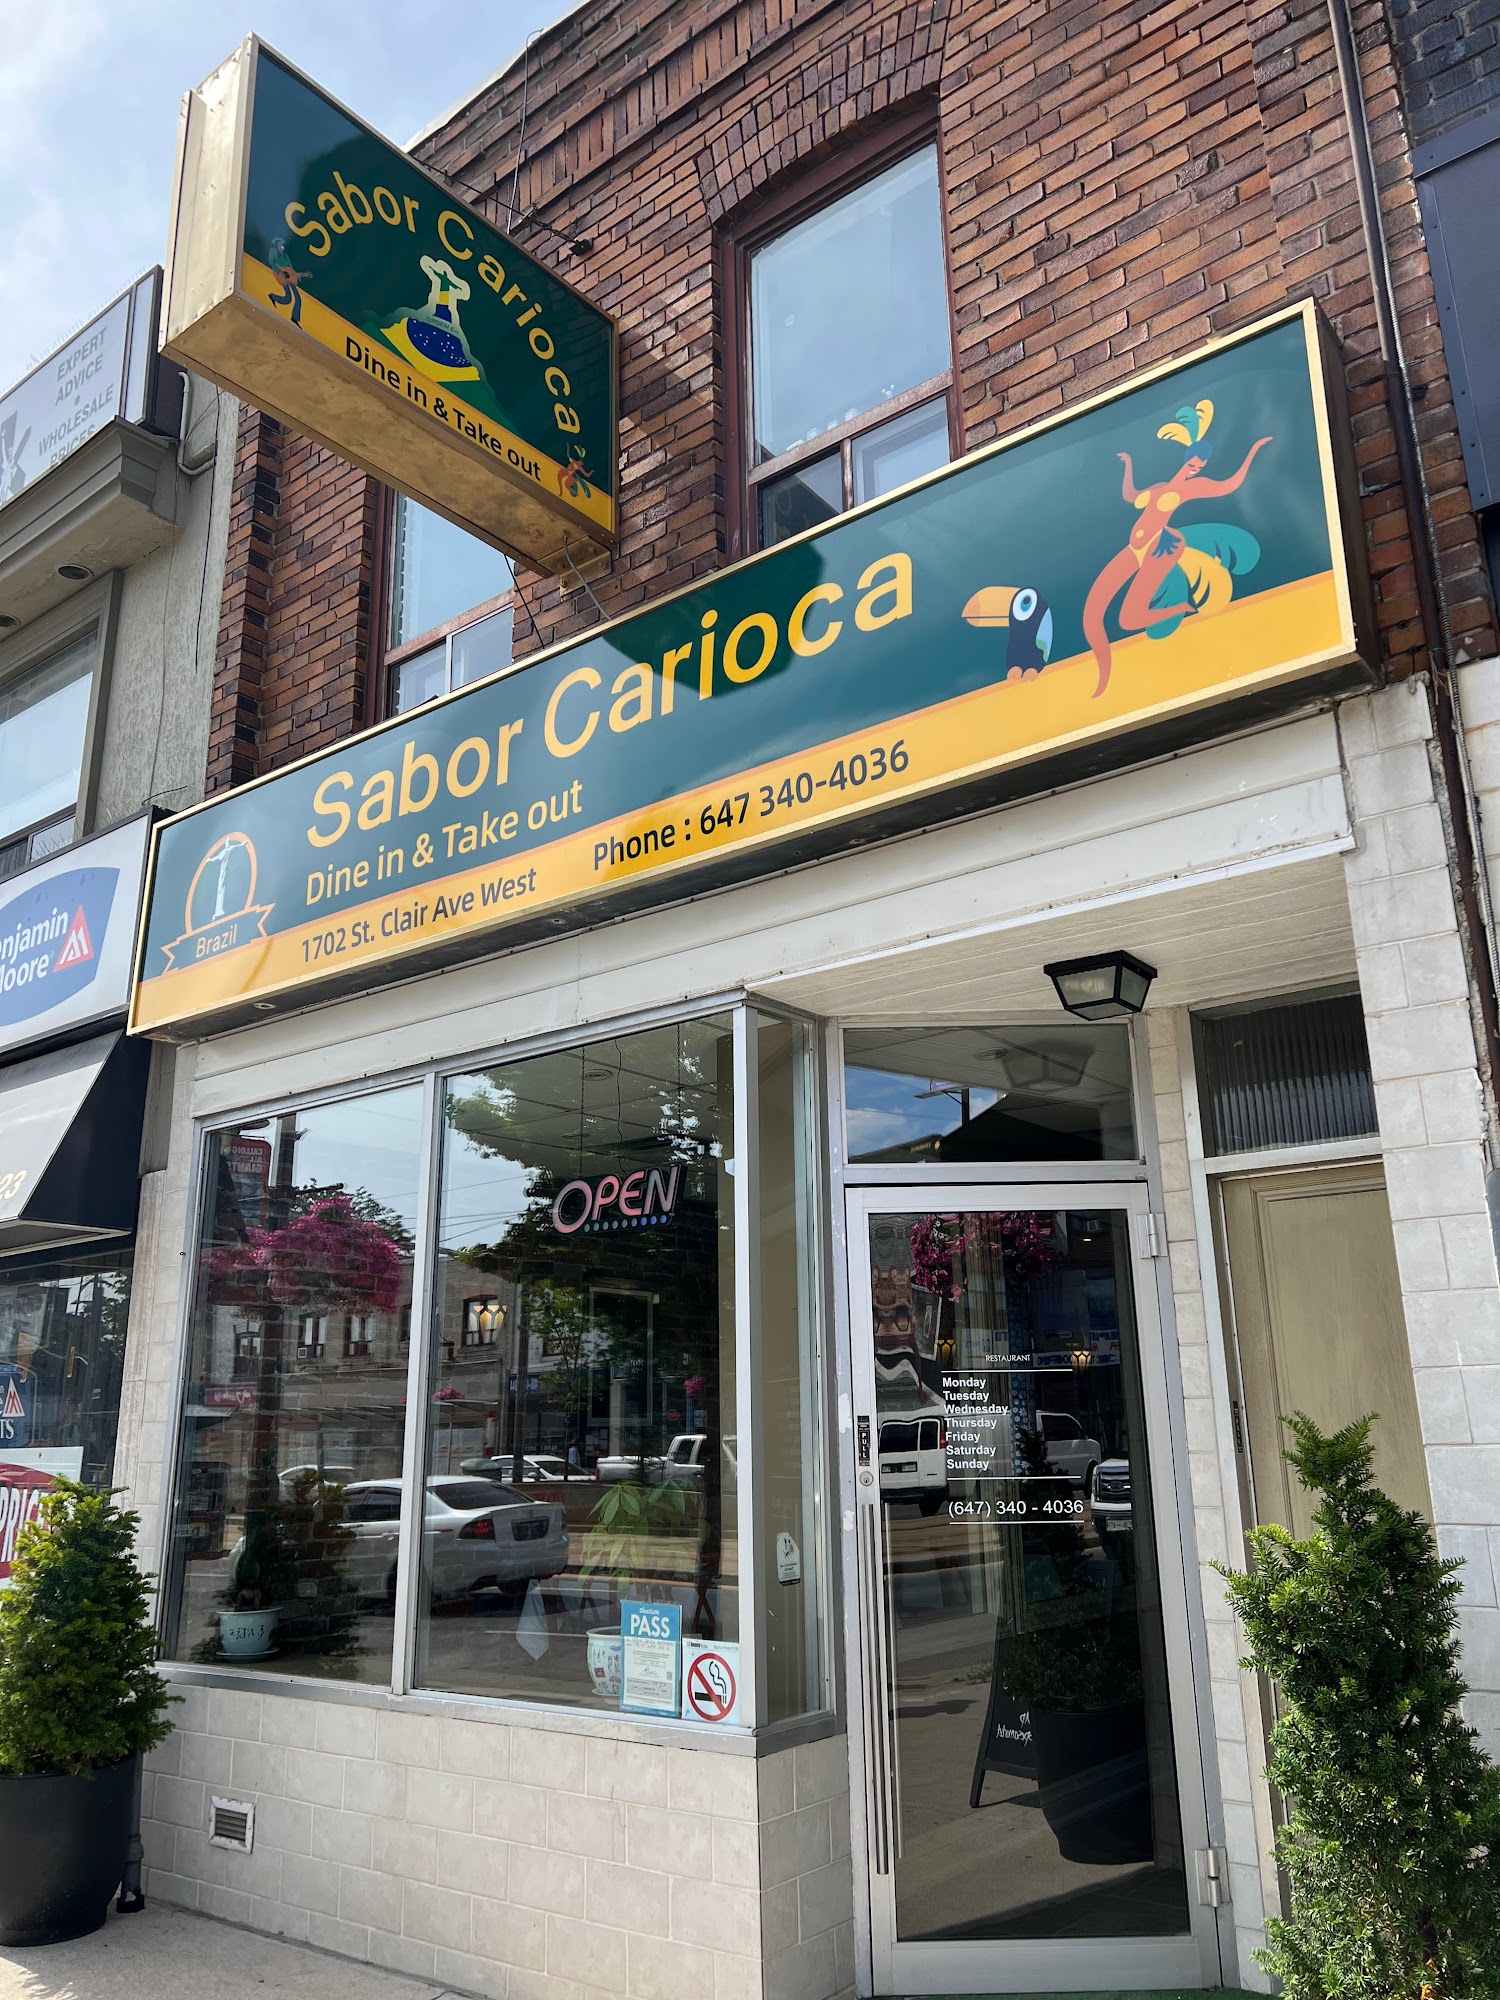 EXPERT
ADVICE
WHOLESALE
PRICES
Sabor Carioca
Dine in & Take out
Sabor Carioca
Dine in & Take out
Brazil
1702 St. Clair Ave West
Phone : 647 340-4036
OPEN
RESTAURANT
Monday
Tuesday
Wednesday
Thursday
Friday
Saturday
Sunday
(647) 340 - 4036
PULL
DineSafe
PASS